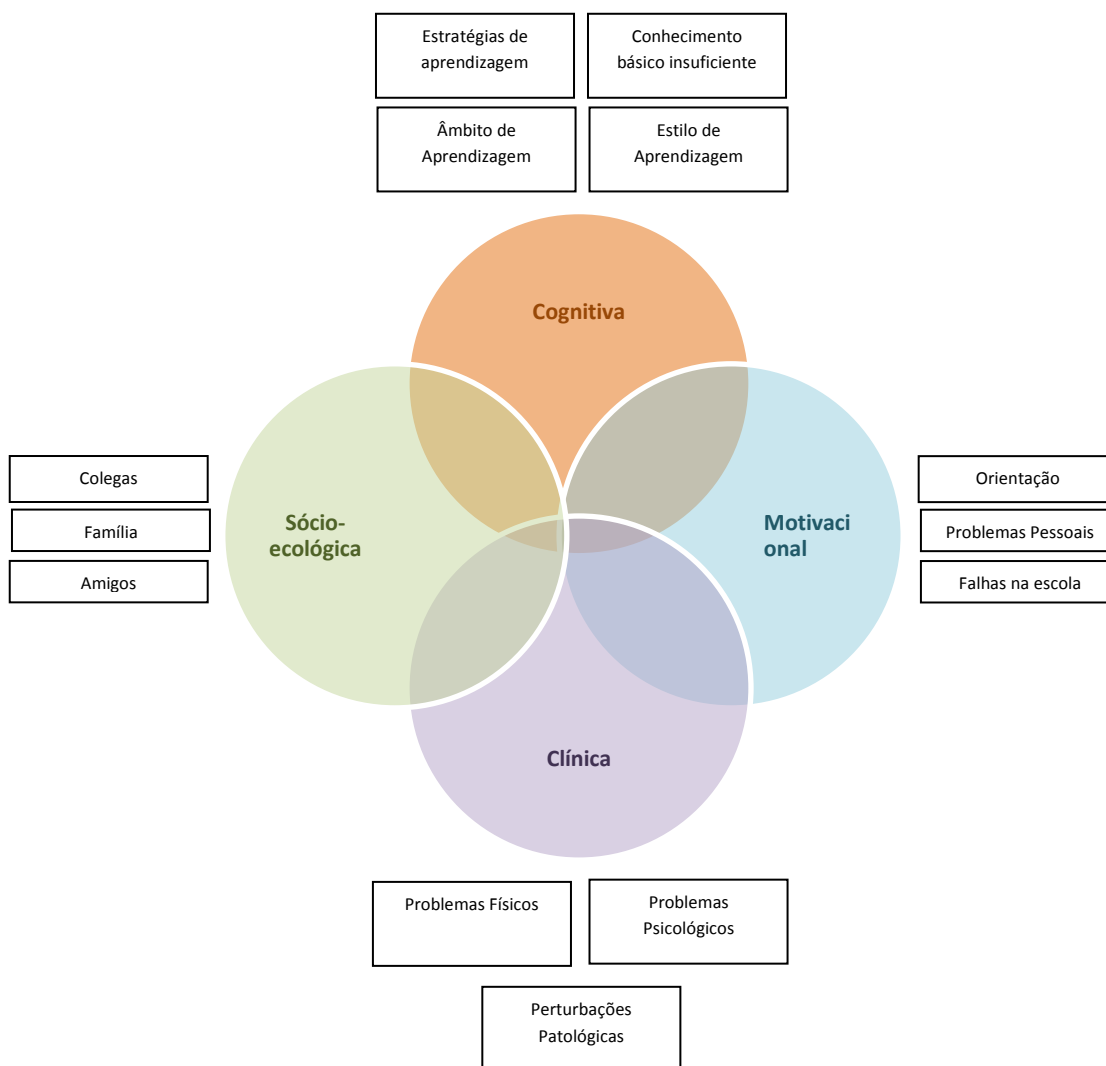 Estratégias de
aprendizagem
Conhecimento
básico insuficiente
Âmbito de
Aprendizagem
Estilo de
Aprendizagem
Cognitiva
Colegas
Família
Amigos
Sócio-
ecológica
Motivaci
onal
Orientação
Problemas Pessoais
Falhas na escola
Clínica
Problemas Físicos
Problemas
Psicológicos
Perturbações
Patológicas